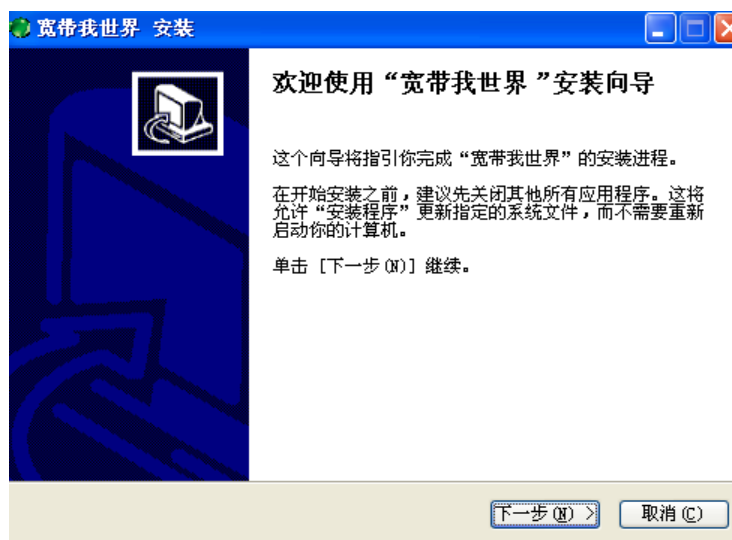 宽带我世界 安装
欢迎使用“宽带我世界 ”安装向导
这个向导将指引你完成“宽带我世界”的安装进程。
在开始安装之前，建议先关闭其他所有应用程序。这将
允许“安装程序”更新指定的系统文件，而不需要重新
启动你的计算机。
单击 [下一步(N)] 继续。
下一步(N) >
取消(C)